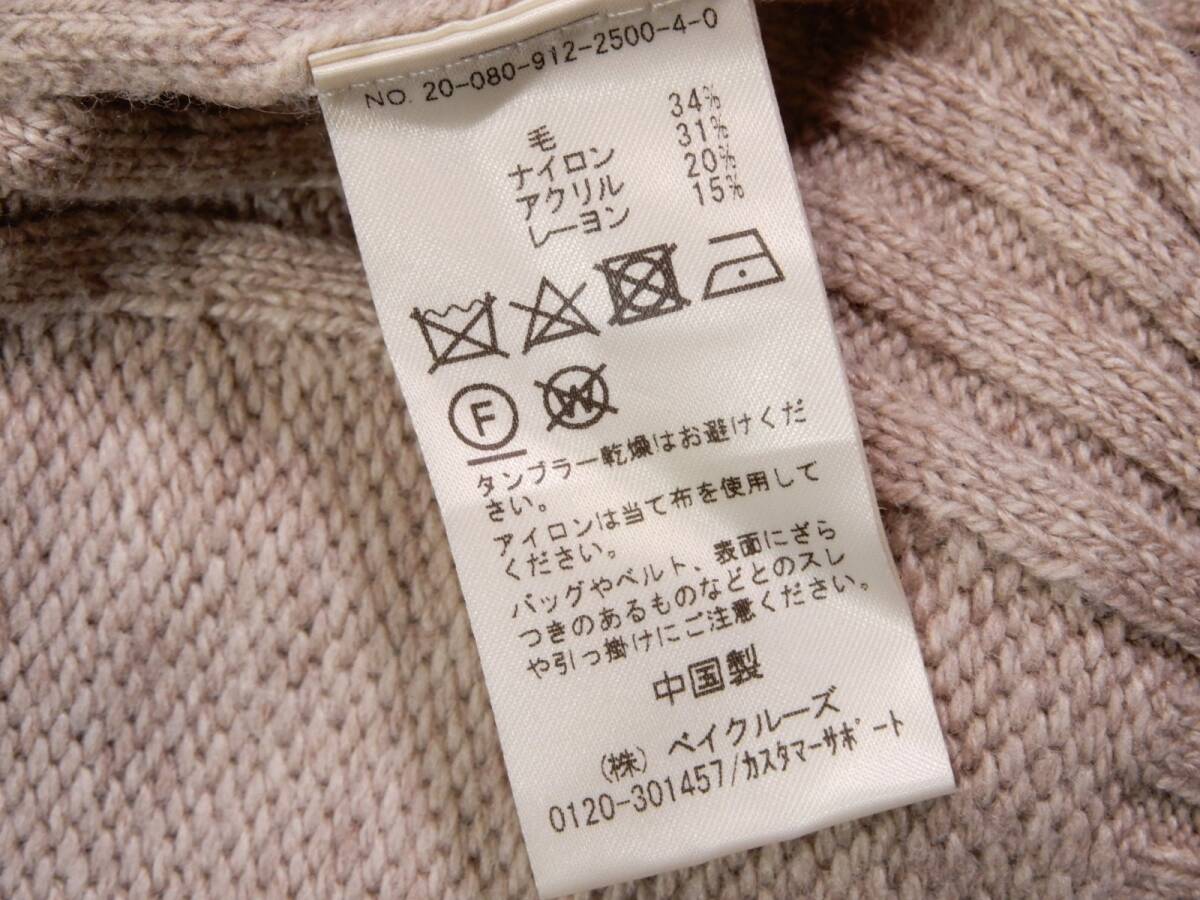 NO. 20-080-912-2500-4-0
毛 34%
ナイロン 31%
アクリル 20%
レーヨン 15%
F W
タンブラー乾燥はお避けくだ
さい。
アイロンは当て布を使用して
ください。
バッグやベルト、表面にざら
つきのあるものなどとのスレ
や引っ掛けにご注意ください。
中国製
(株) ベイクルーズ
0120-301457/カスタマーサポート